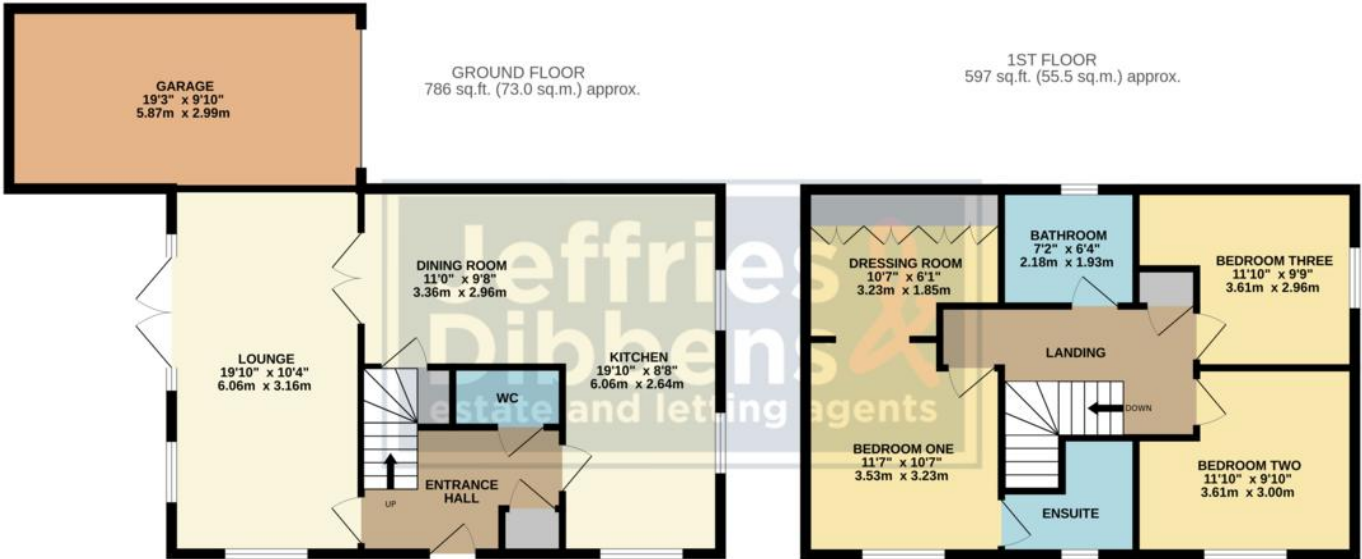 GARAGE
19'3" x 9'10"
5.87m x 2.99m
GROUND FLOOR
786 sq.ft. (73.0 sq.m.) approx.
1ST FLOOR
597 sq.ft. (55.5 sq.m.) approx.
Jeffries &
Dibbens
estate and letting agents
DINING ROOM
11'0" x 9'8"
3.36m x 2.96m
LOUNGE
19'10" x 10'4"
6.06m x 3.16m
KITCHEN
19'10" x 8'8"
6.06m x 2.64m
WC
UP
ENTRANCE
HALL
DRESSING ROOM
10'7" x 6'1"
3.23m x 1.85m
BATHROOM
7'2" x 6'4"
2.18m x 1.93m
BEDROOM THREE
11'10" x 9'9"
3.61m x 2.96m
LANDING
DOWN
BEDROOM ONE
11'7" x 10'7"
3.53m x 3.23m
ENSUITE
BEDROOM TWO
11'10" x 9'10"
3.61m x 3.00m